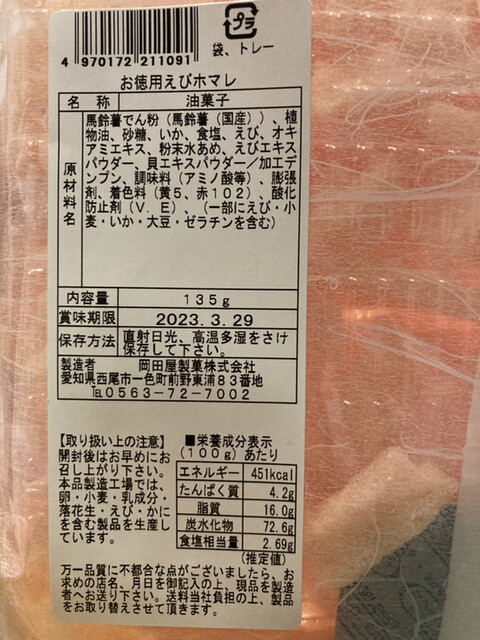 4 970172 211091
プラ
袋、トレー
お徳用えびホマレ
名 称 油菓子
原材料名
馬鈴薯でん粉(馬鈴薯(国産))、植
物油、砂糖、いか、食塩、えび、オキ
アミエキス、粉末水あめ、えびエキス
パウダー、貝エキスパウダー/加工デ
ンプン、調味料(アミノ酸等)、膨張
剤、着色料(黄5、赤102)、酸化
防止剤(V.E)、(一部にえび・小
麦・いか・大豆・ゼラチンを含む)
内容量 135g
賞味期限 2023.3.29
保存方法 直射日光、高温多湿をさけ
保存して下さい。
製造者 岡田屋製菓株式会社
愛知県西尾市一色町前野東浦83番地
℡0563-72-7002
【取り扱い上の注意】
開封後はお早めにお
召し上がり下さい。
本品製造工場では、
卵・小麦・乳成分・
落花生・えび・かに
を含む製品を生産し
ています。
■栄養成分表示
(100g)あたり
エネルギー 451kcal
たんぱく質 4.2g
脂質 16.0g
炭水化物 72.6g
食塩相当量 2.69g
(推定値)
万一品質に不都合な点がございましたら、お
求めの店名、月日を御記入の上、現品を製造
者へお送り下さい。送料当社負担の上、製品
をお取り替えさせて頂きます。